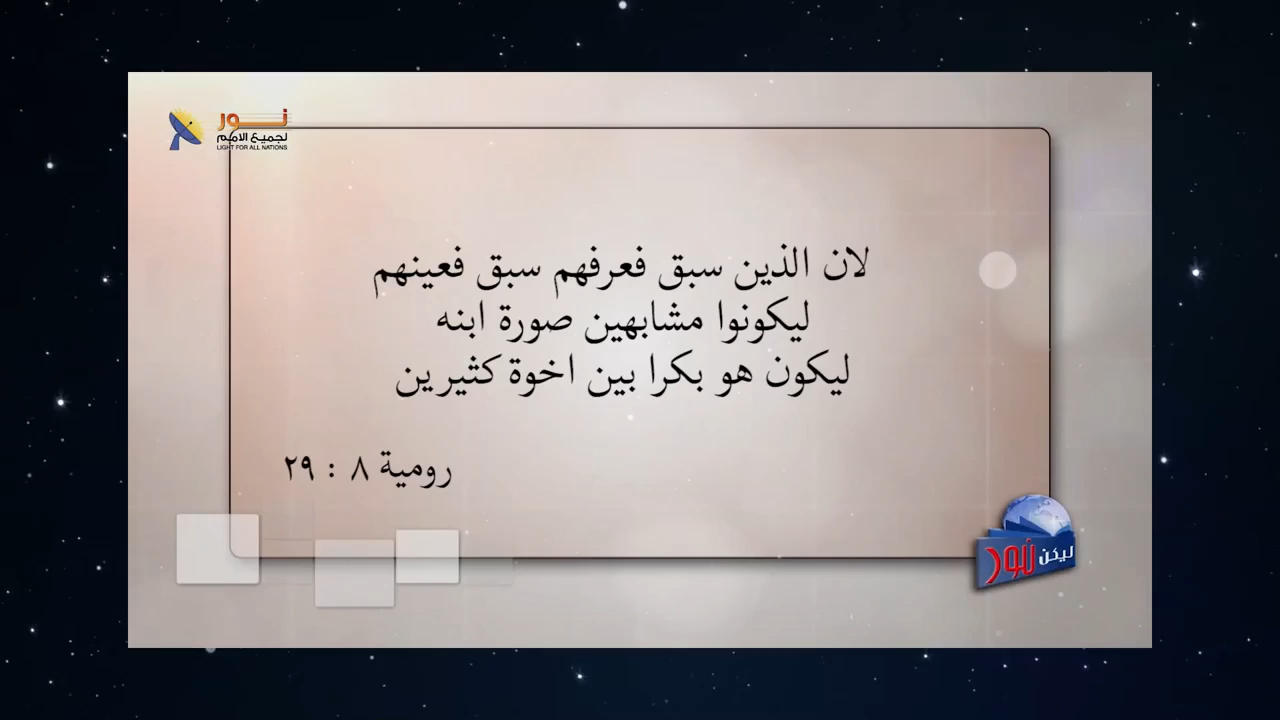 نور
لجميع الامم
LIGHT FOR ALL NATIONS
لان الذين سبق فعرفهم سبق فعينهم
ليكونوا مشابهين صورة ابنه
ليكون هو بكرا بين اخوة كثيرين
رومية ٨ : ٢٩
ليكن نور